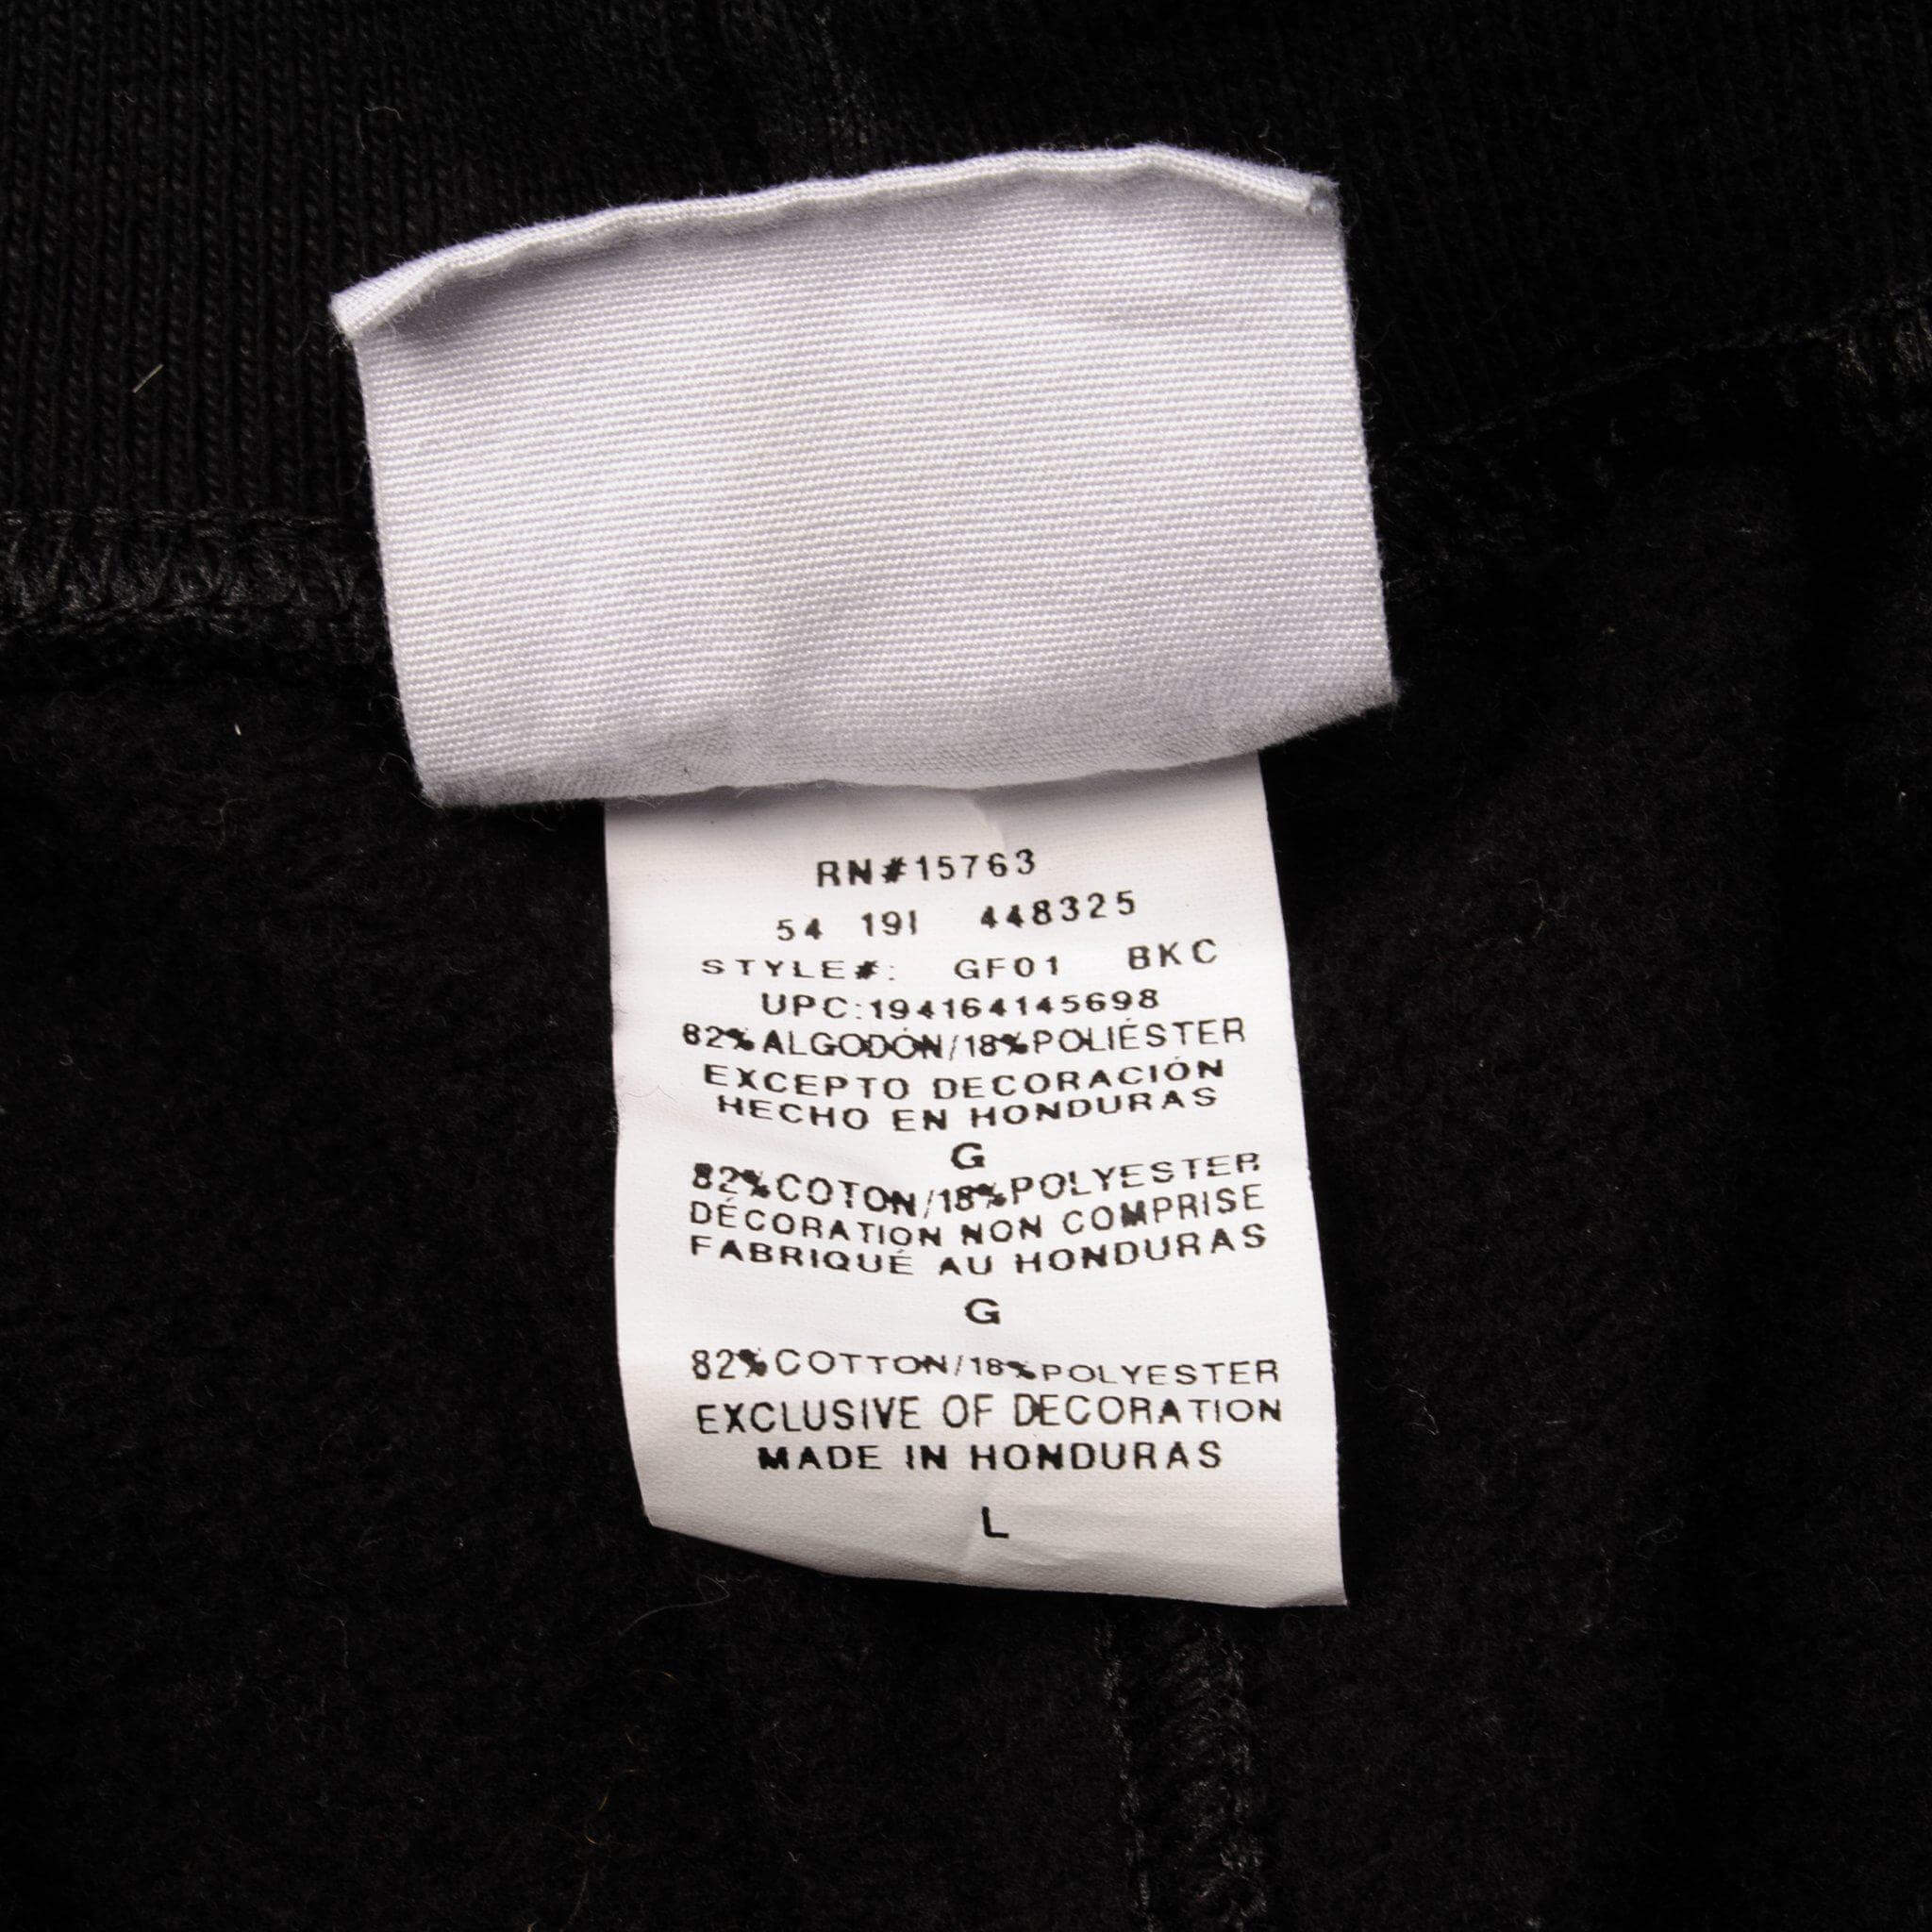 RN#15763
54 19I 448325
STYLE#: GF01 BKC
UPC:194164145698
82%ALGODÓN/18%POLIÉSTER
EXCEPTO DECORACIÓN
HECHO EN HONDURAS
G
82%COTON/18%POLYESTER
DÉCORATION NON COMPRISE
FABRIQUÉ AU HONDURAS
G
82%COTTON/18%POLYESTER
EXCLUSIVE OF DECORATION
MADE IN HONDURAS
L